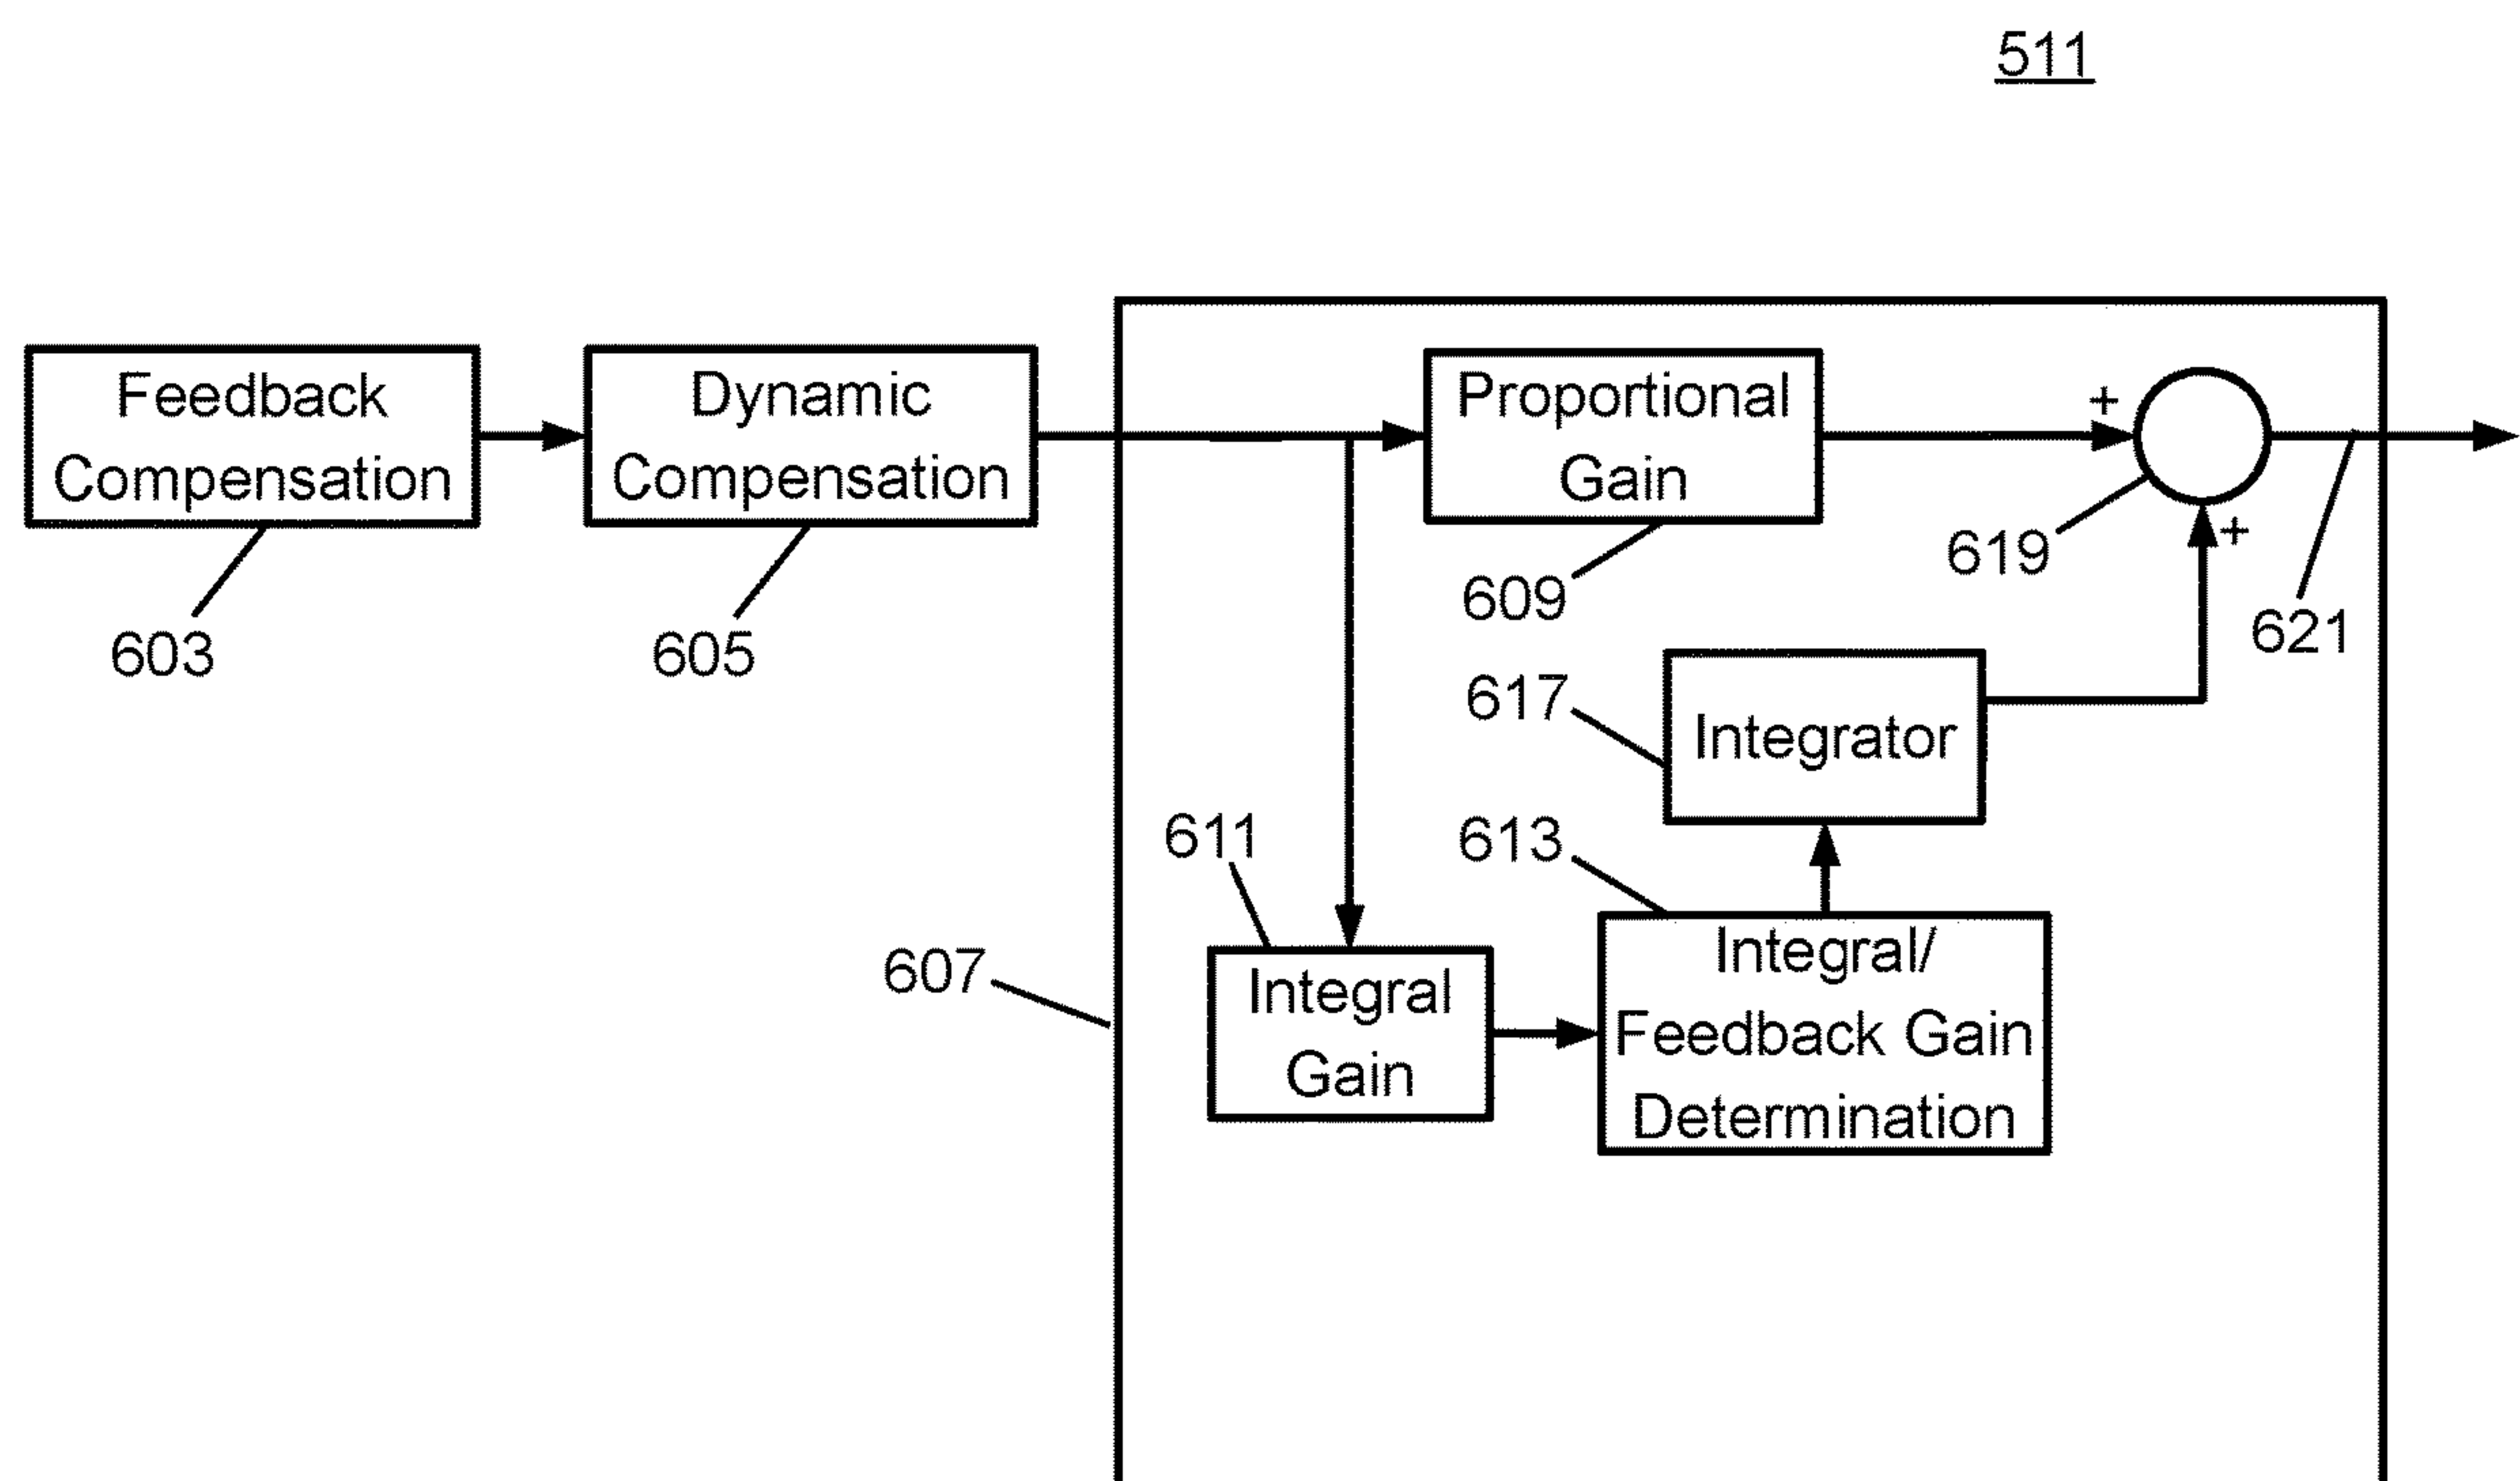 511
Feedback
Compensation
603
Dynamic
Compensation
605
Proportional
Gain
609
+
+
619
621
617
Integrator
611
613
607
Integral
Gain
Integral/
Feedback Gain
Determination